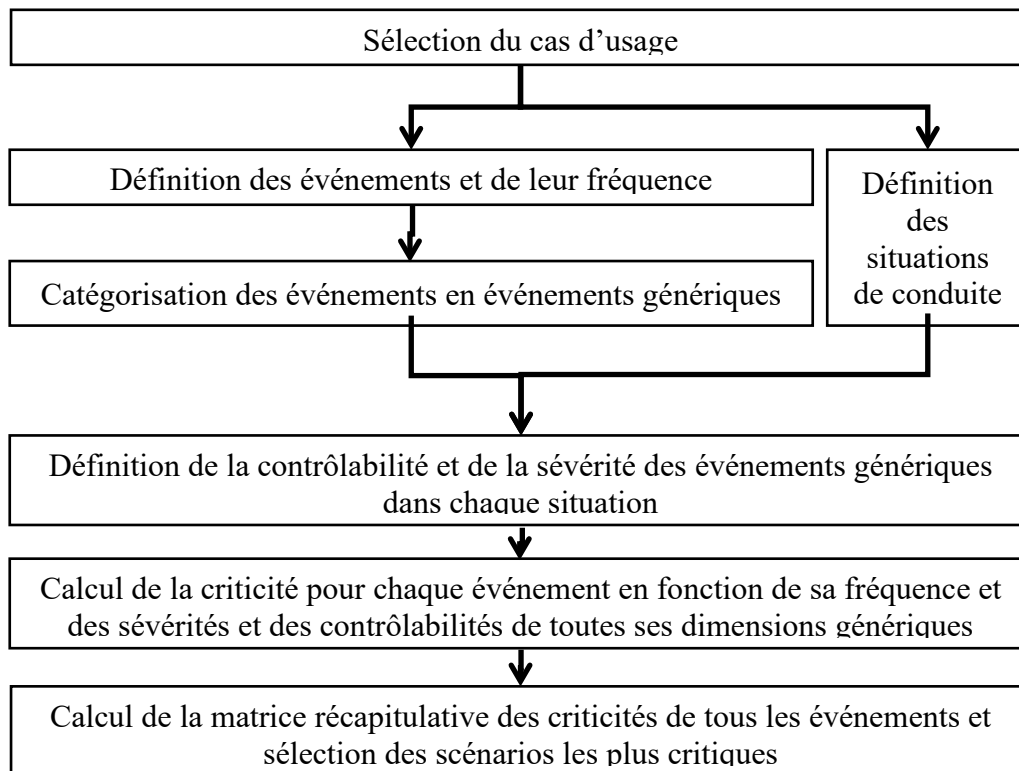 Sélection du cas d’usage
Définition des événements et de leur fréquence
Catégorisation des événements en événements génériques
Définition
des
situations
de conduite
Définition de la contrôlabilité et de la sévérité des événements génériques
dans chaque situation
Calcul de la criticité pour chaque événement en fonction de sa fréquence et
des sévérités et des contrôlabilités de toutes ses dimensions génériques
Calcul de la matrice récapitulative des criticités de tous les événements et
sélection des scénarios les plus critiques